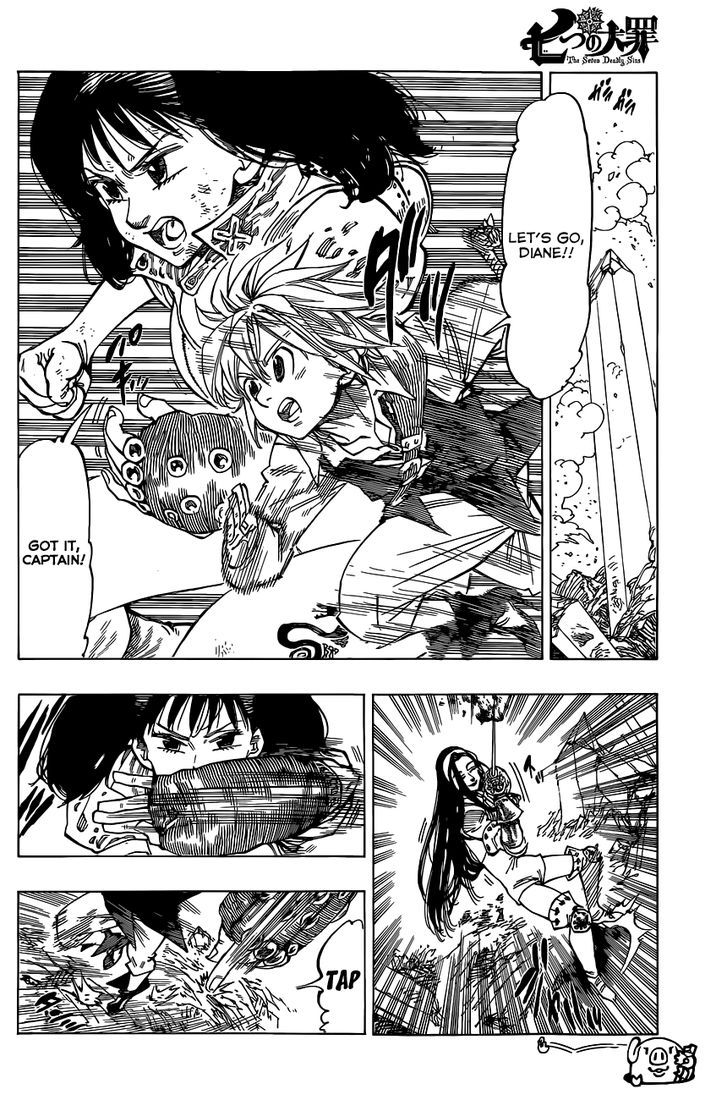 七つの大罪
The Seven Deadly Sins
LET'S GO,
DIANE!!
GOT IT,
CAPTAIN!
TAP